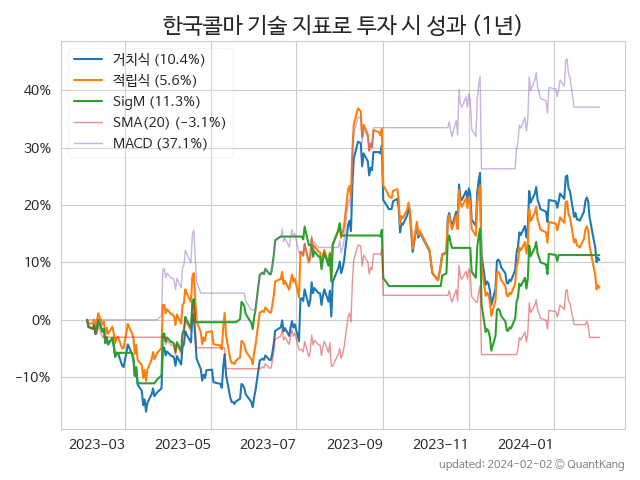 한국콜마 기술 지표로 투자 시 성과 (1년)
거치식 (10.4%)
적립식 (5.6%)
SigM (11.3%)
SMA(20) (−3.1%)
MACD (37.1%)
40%
30%
20%
10%
0%
−10%
2023-03 2023-05 2023-07 2023-09 2023-11 2024-01
updated: 2024-02-02 © QuantKang